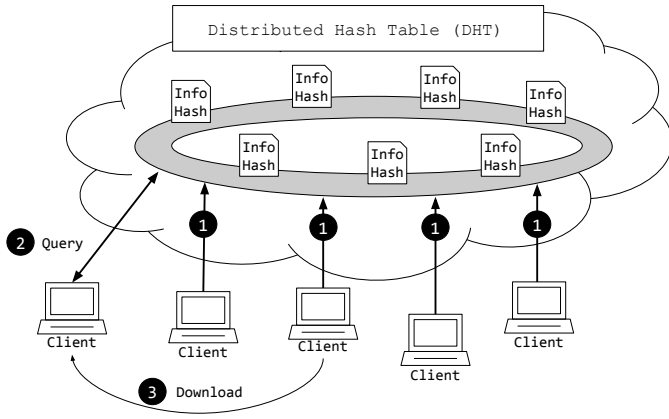 Distributed Hash Table (DHT)
Info
Hash
Info
Hash
Info
Hash
Info
Hash
Info
Hash
Info
Hash
Info
Hash
1
1
1
1
2 Query
Client
Client
Client
Client
Client
3 Download